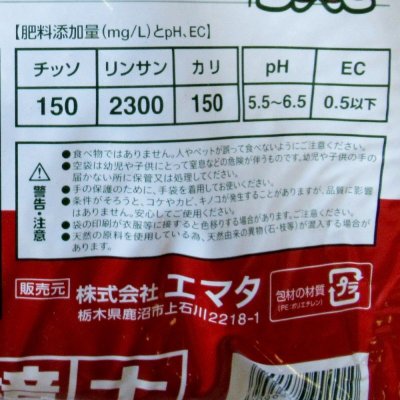 【肥料添加量(mg/L)とpH、EC】
チッソ リンサン カリ pH EC
150 2300 150 5.5~6.5 0.5以下
警告・注意
●食べ物ではありません。人やペットが誤って食べないようにご注意ください。
●空袋は幼児や子供にとって窒息などの危険が伴うものです。幼児や子供の手の
届かない所に保管又は処理してください。
●手の保護のために、手袋を着用してお使いください。
●条件がそろうと、コケやカビ、キノコが発生することがありますが、品質に影響
はありません。安心してご使用ください。
●袋の印刷が衣服等に接すると色移りする場合があります。ご注意ください。
●天然の原料を使用している為、天然由来の異物(石・枝等)が混入する場合が
あります。
販売元 株式会社 エマタ
栃木県鹿沼市上石川2218-1
プラ
包材の材質
(PE:ポリエチレン)